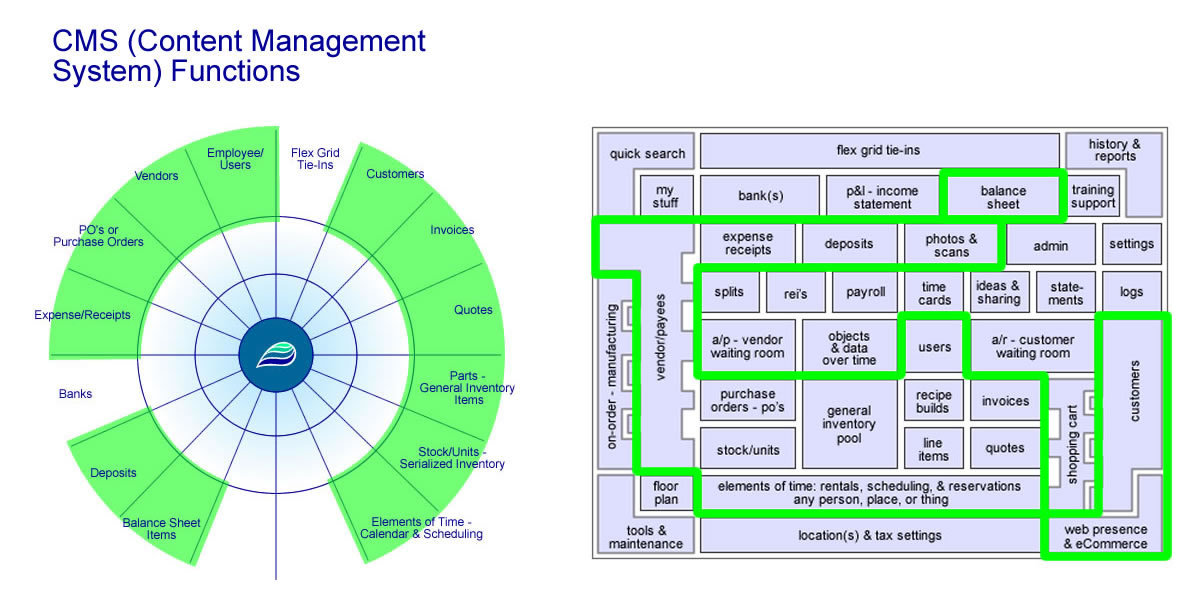 CMS (Content Management
System) Functions
Employee/
Users
Flex Grid
Tie-Ins
Vendors
Customers
PO's or
Purchase Orders
Invoices
Expense/Receipts
Quotes
Banks
Parts -
General Inventory
Items
Deposits
Stock/Units -
Serialized Inventory
Balance Sheet
Items
Elements of Time -
Calendar & Scheduling
quick search
flex grid tie-ins
history &
reports
my
stuff
bank(s)
p&l - income
statement
balance
sheet
training
support
expense
receipts
deposits
photos &
scans
admin
settings
vendor/payees
on-order - manufacturing
splits
rei's
payroll
time
cards
ideas &
sharing
state-
ments
logs
a/p - vendor
waiting room
objects
& data
over time
users
a/r - customer
waiting room
customers
purchase
orders - po's
general
inventory
pool
recipe
builds
invoices
shopping cart
stock/units
line
items
quotes
floor
plan
elements of time: rentals, scheduling, & reservations
any person, place, or thing
tools &
maintenance
location(s) & tax settings
web presence
& eCommerce